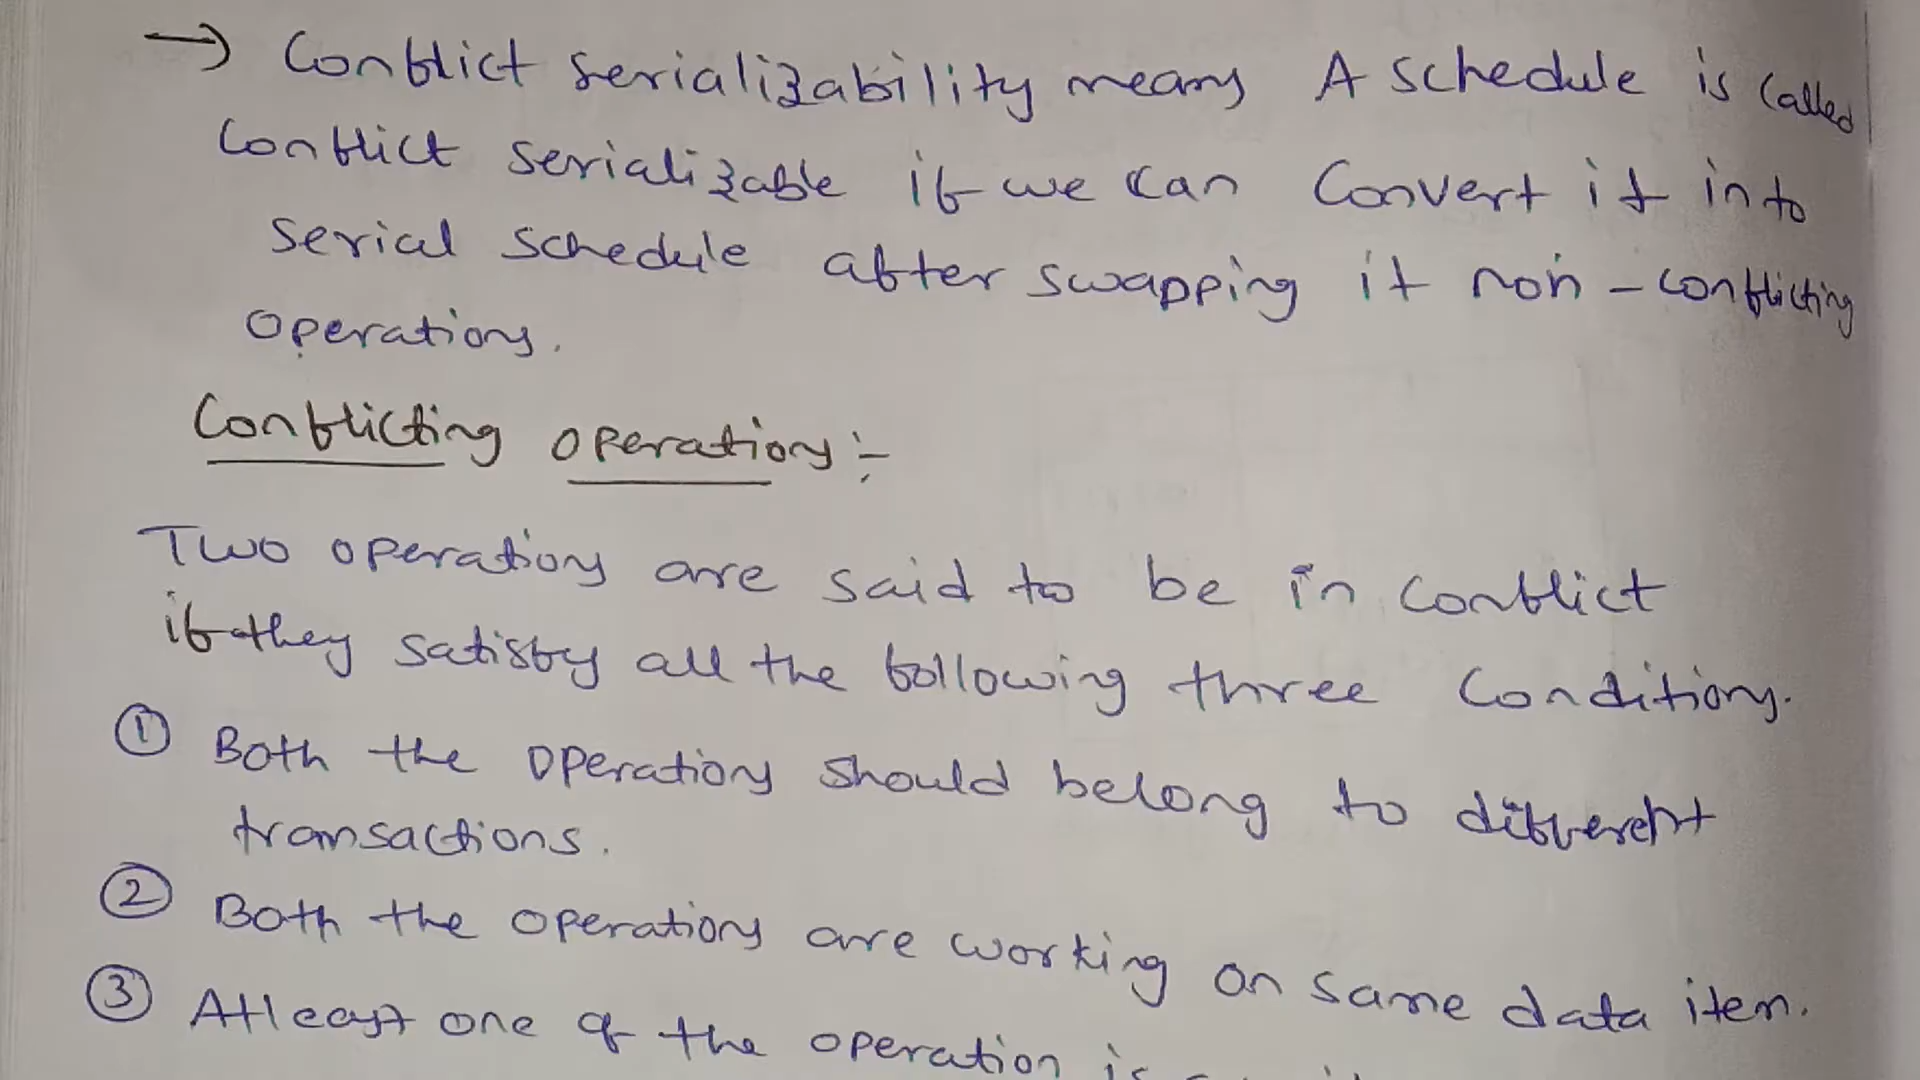 → Conflict serializability means A schedule is called
conflict serializable if we can convert it into
serial schedule after swapping it non-conflicting
operations.
Conflicting operations:-
Two operations are said to be in conflict
if they satisfy all the following three conditions.
① Both the operations should belong to different
transactions.
② Both the operations are working on same data item.
③ Atleast one of the operation is